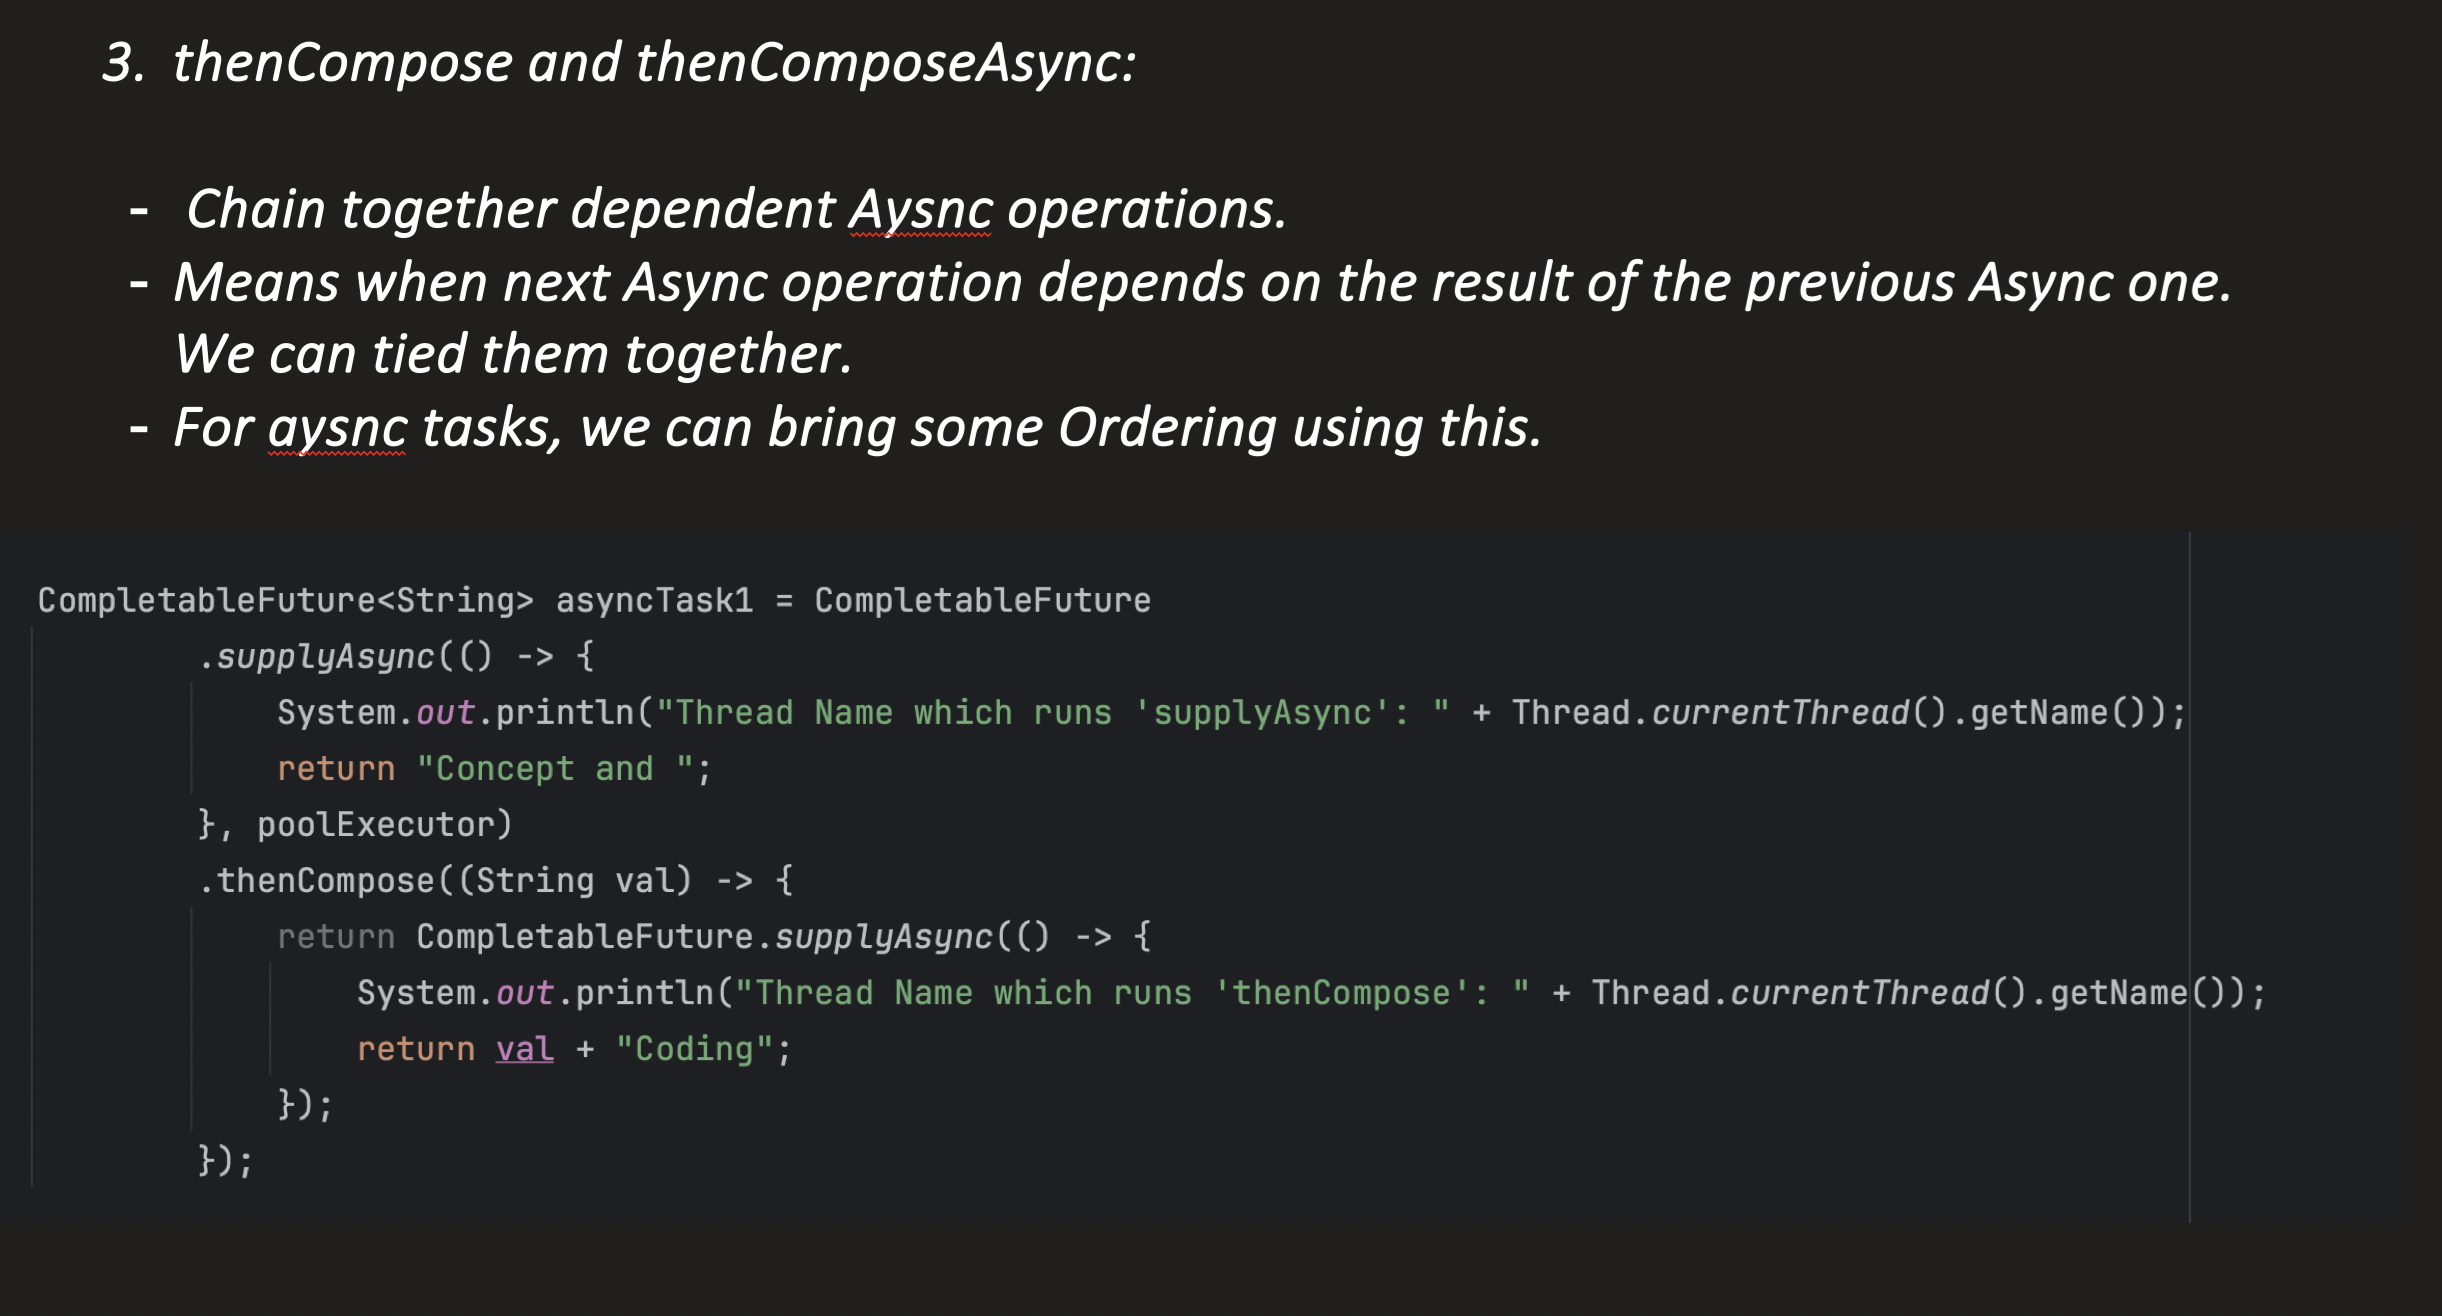 3. thenCompose and thenComposeAsync:
- Chain together dependent Aysnc operations.
- Means when next Async operation depends on the result of the previous Async one.
We can tied them together.
- For aysnc tasks, we can bring some Ordering using this.
CompletableFuture<String> asyncTask1 = CompletableFuture
.supplyAsync(() -> {
System.out.println("Thread Name which runs 'supplyAsync': " + Thread.currentThread().getName());
return "Concept and ";
}, poolExecutor)
.thenCompose((String val) -> {
return CompletableFuture.supplyAsync(() -> {
System.out.println("Thread Name which runs 'thenCompose': " + Thread.currentThread().getName());
return val + "Coding";
});
});